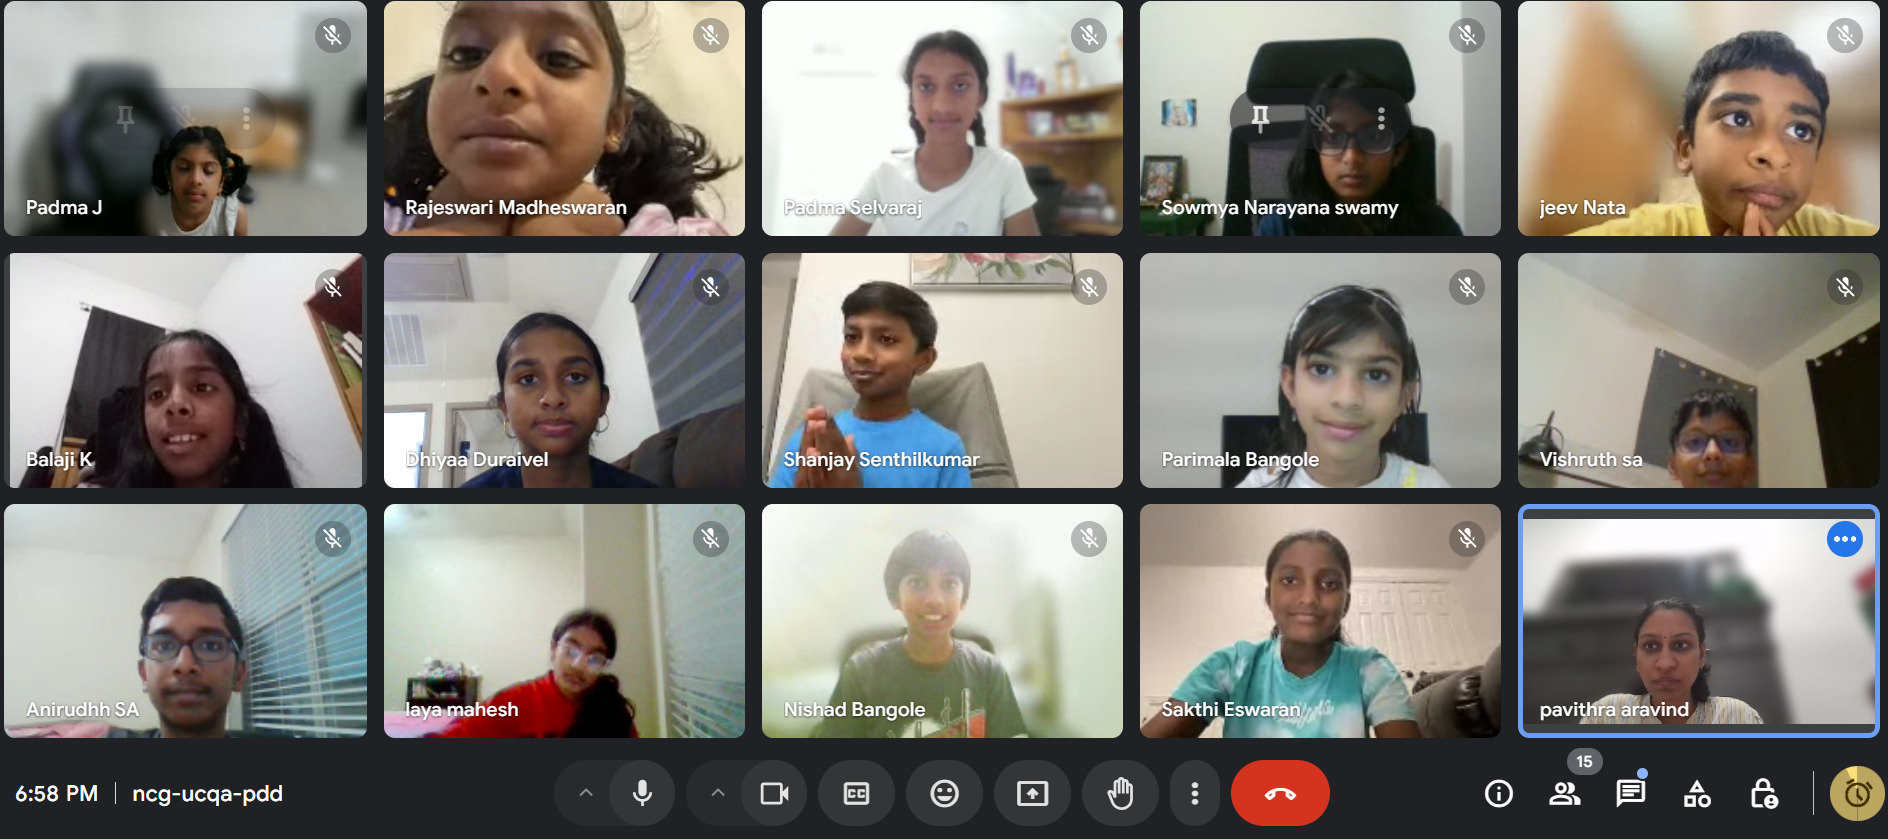 Padma J
Rajeswari Madheswaran
Padma Selvaraj
Sowmya Narayana swamy
jeev Nata
Balaji K
Dhiyaa Duraivel
Shanjay Senthilkumar
Parimala Bangole
Vishruth sa
Anirudhh SA
laya mahesh
Nishad Bangole
Sakthi Eswaran
pavithra aravind
6:58 PM
ncg-ucqa-pdd
CC
15